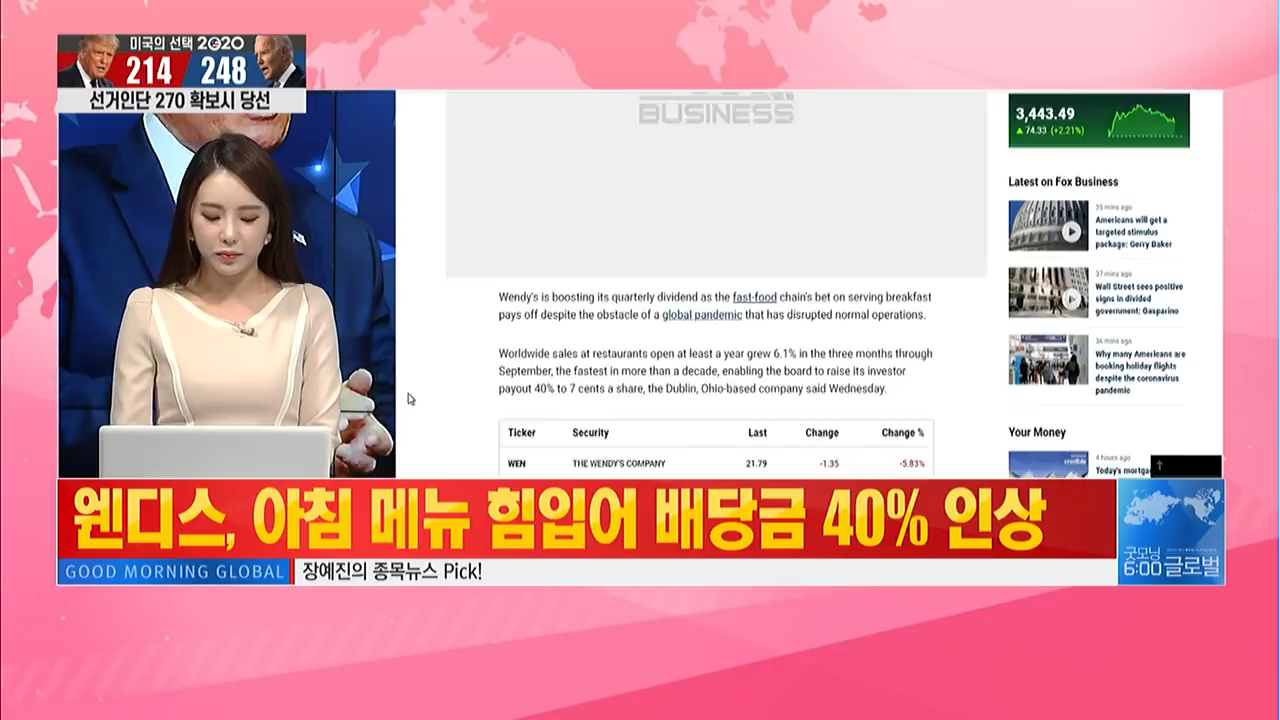 미국의 선택 2020
214 248
선거인단 270 확보시 당선
BUSINESS
3,443.49
▲ 74.33 (+2.21%)
Latest on Fox Business
35 mins ago
Americans will get a
targeted stimulus
package: Gerry Baker
37 mins ago
Wall Street sees positive
signs in divided
government: Gasparino
36 mins ago
Why many Americans are
booking holiday flights
despite the coronavirus
pandemic
Your Money
4 hours ago
Today's mortga
Wendy's is boosting its quarterly dividend as the fast-food chain's bet on serving breakfast
pays off despite the obstacle of a global pandemic that has disrupted normal operations.
Worldwide sales at restaurants open at least a year grew 6.1% in the three months through
September, the fastest in more than a decade, enabling the board to raise its investor
payout 40% to 7 cents a share, the Dublin, Ohio-based company said Wednesday.
Ticker Security Last Change Change %
WEN THE WENDY'S COMPANY 21.79 -1.35 -5.83%
웬디스, 아침 메뉴 힘입어 배당금 40% 인상
GOOD MORNING GLOBAL 장예진의 종목뉴스 Pick!
굿모닝
6:00 글로벌